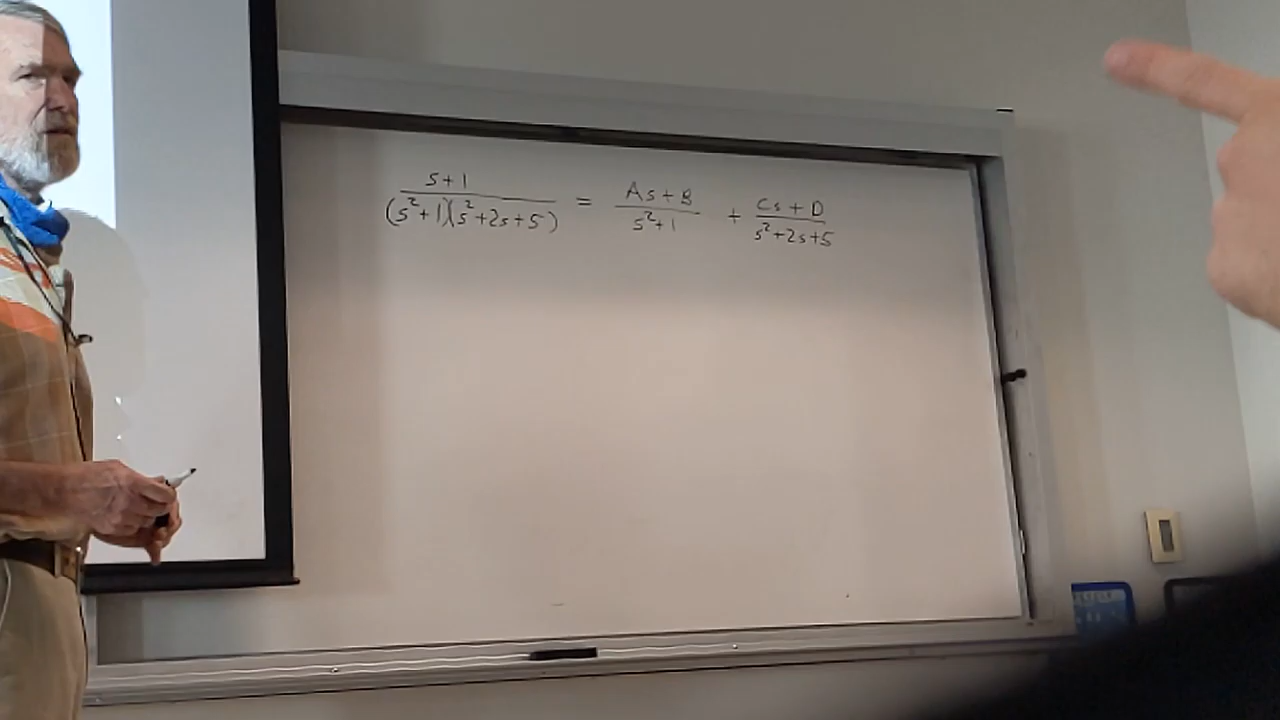 s+1 / (s²+1)(s²+2s+5) = As+B / s²+1 + Cs+D / s²+2s+5